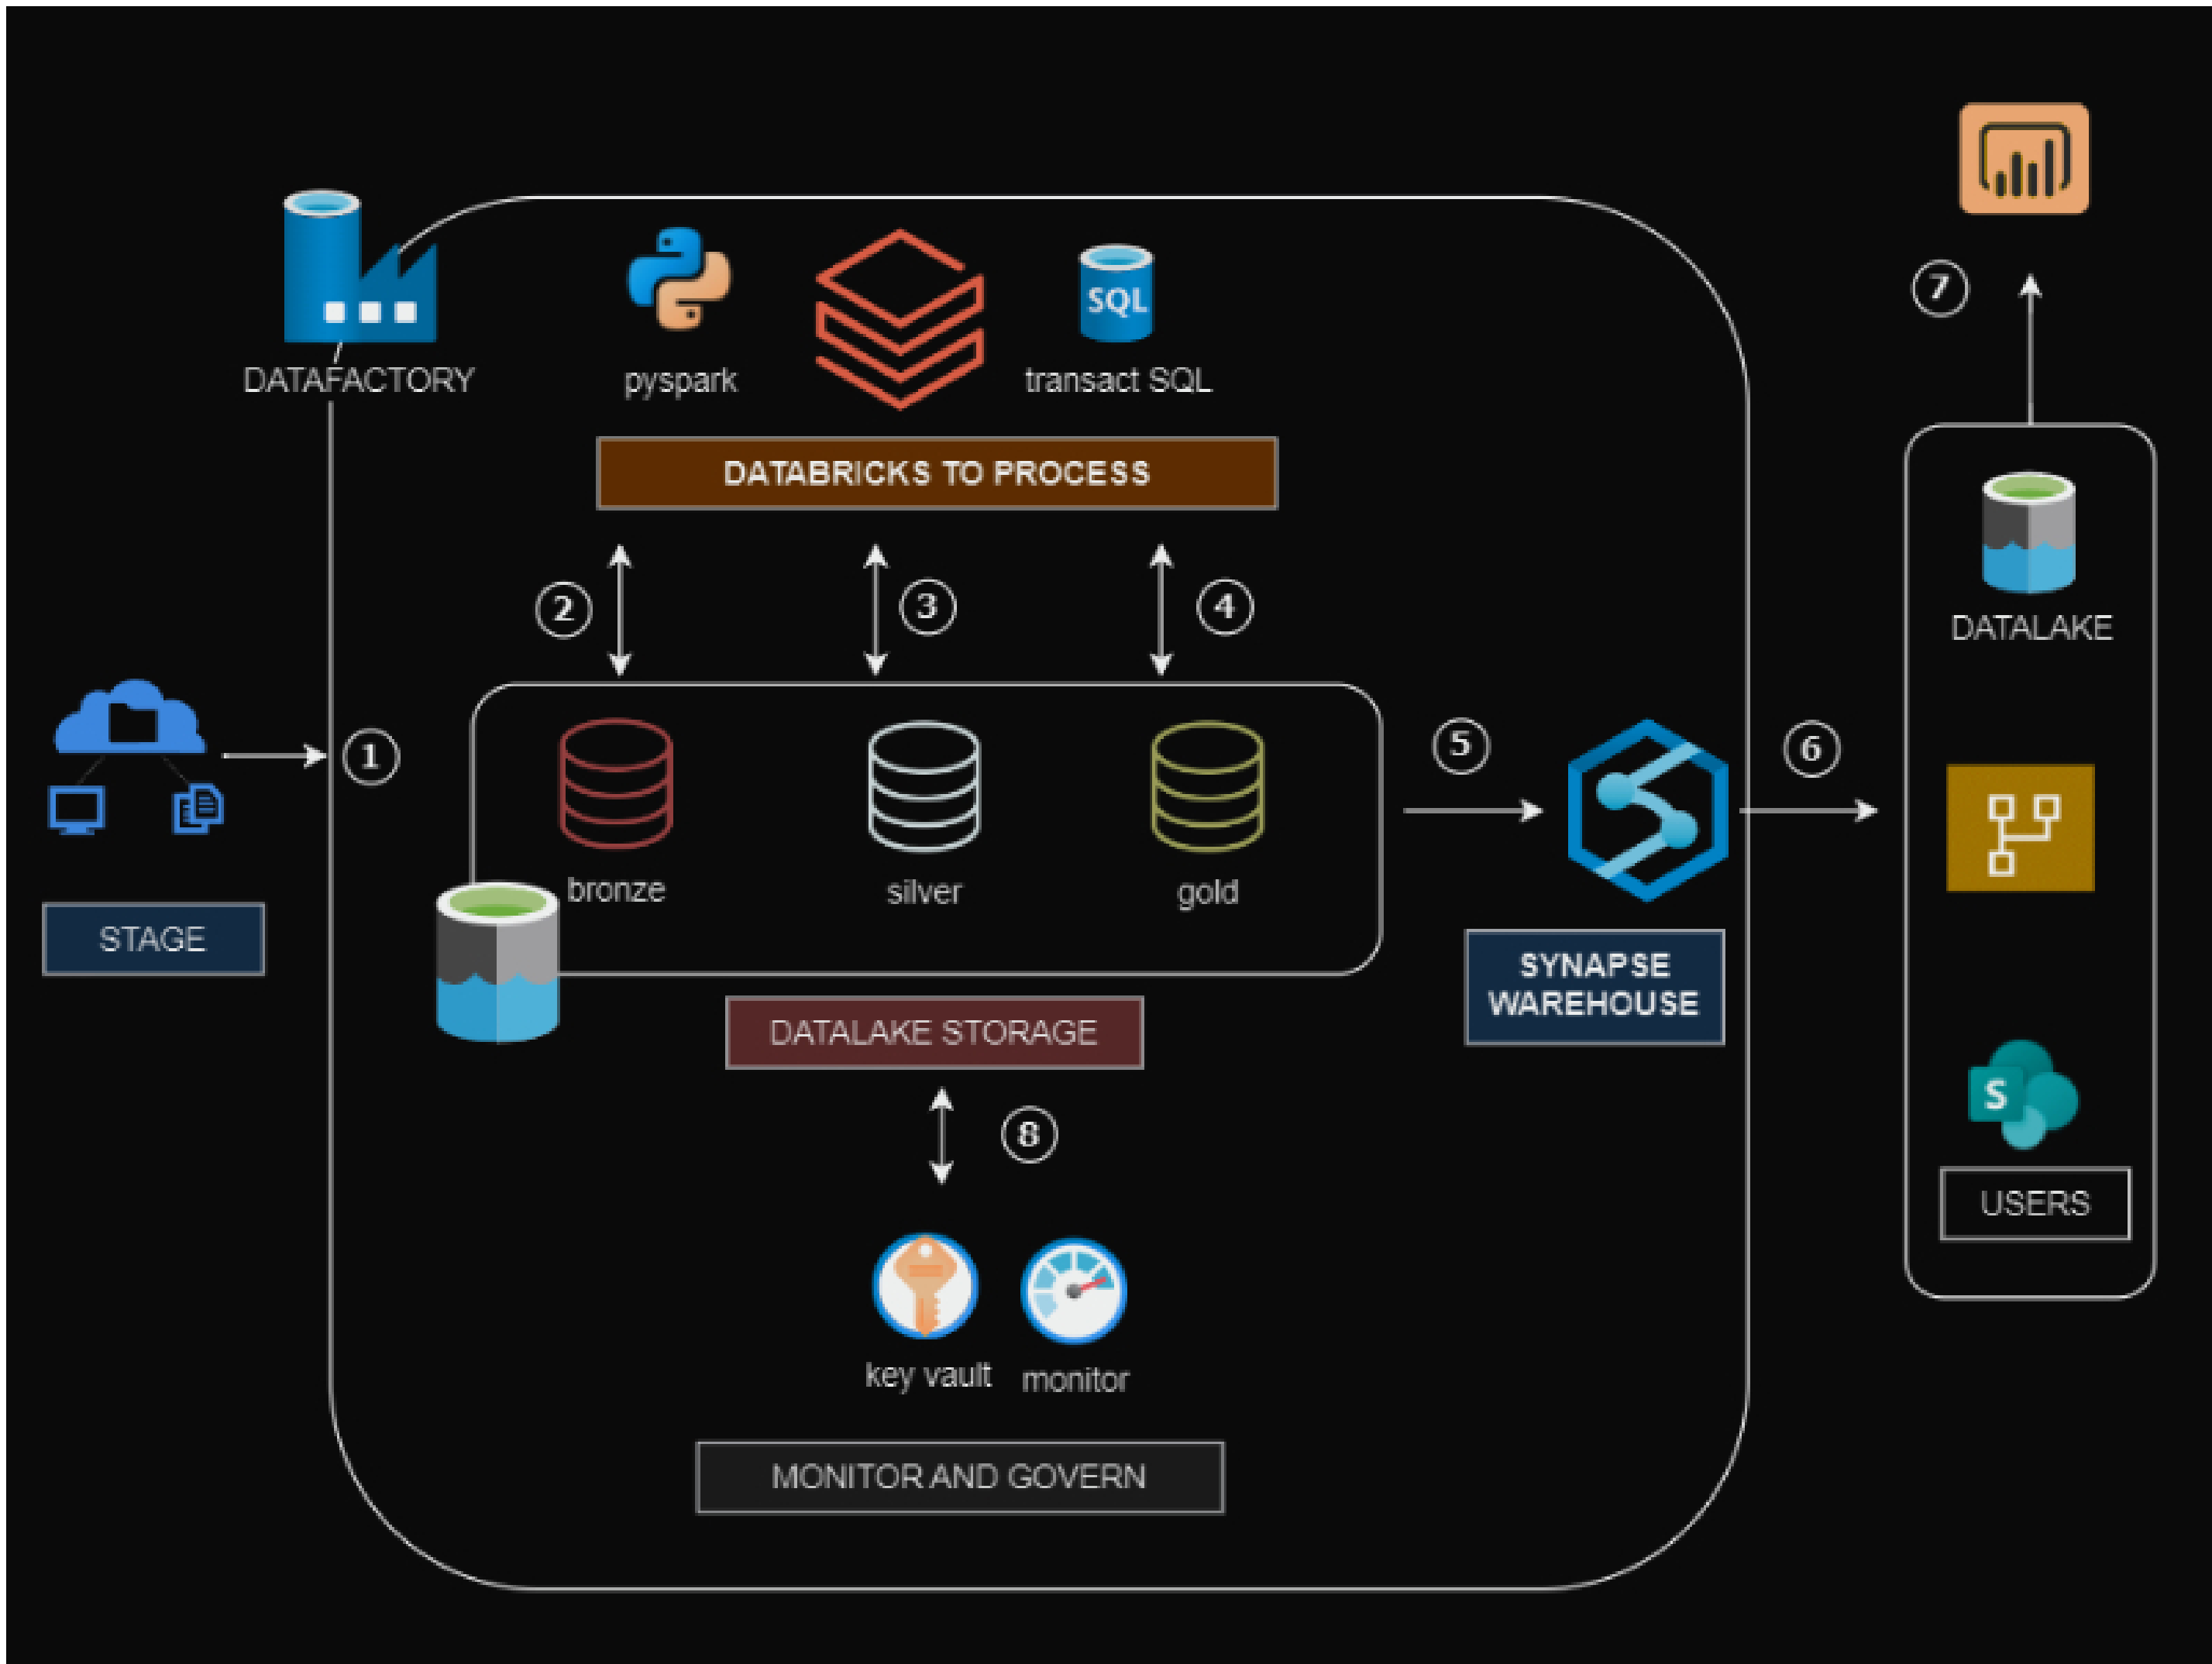 DATAFACTORY
pyspark
SQL
transact SQL
DATABRICKS TO PROCESS
7
2
3
4
DATALAKE
1
5
6
bronze
silver
gold
STAGE
SYNAPSE
WAREHOUSE
DATALAKE STORAGE
8
S
USERS
key vault
monitor
MONITOR AND GOVERN